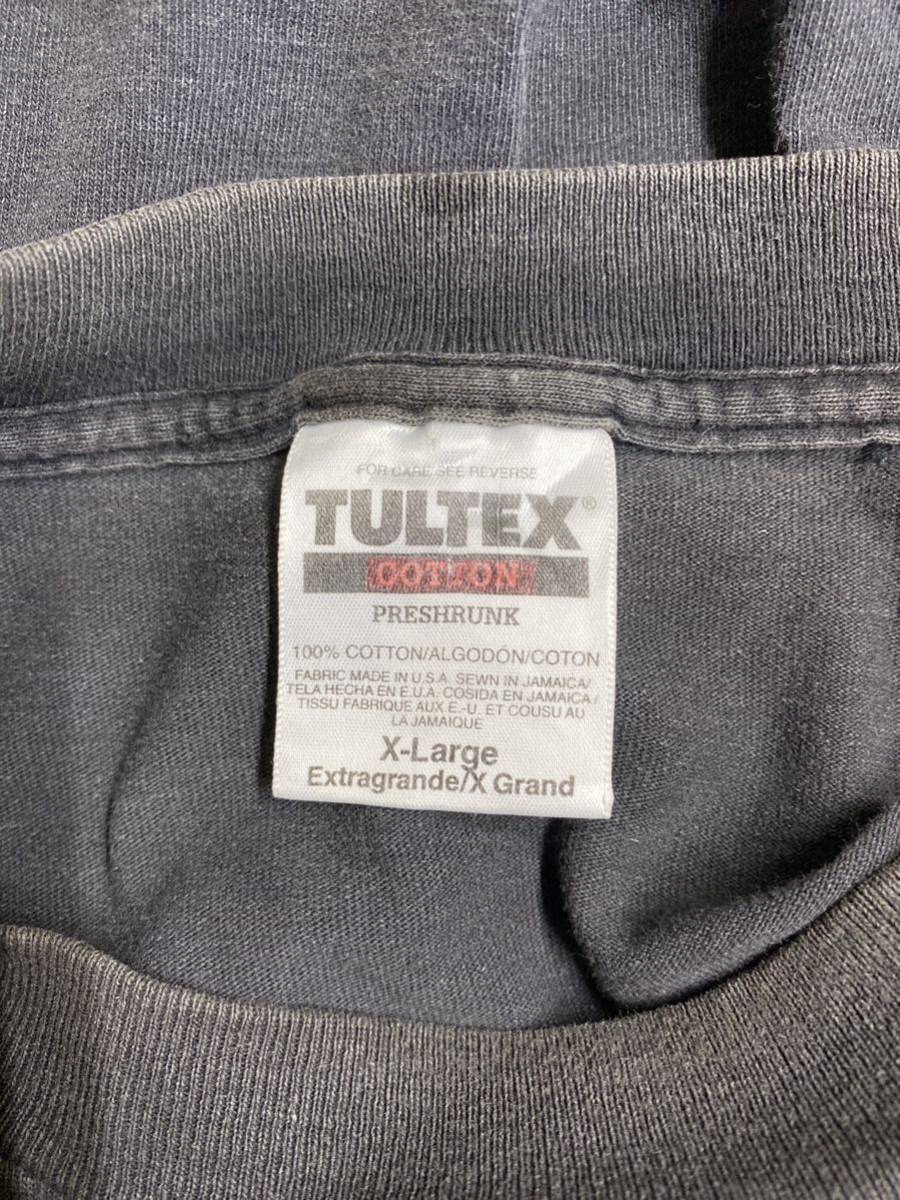 FOR CARE SEE REVERSE
TULTEX®
COTTON
PRESHRUNK
100% COTTON/ALGODÓN/COTON
FABRIC MADE IN U.S.A. SEWN IN JAMAICA/
TELA HECHA EN E.U.A. COSIDA EN JAMAICA/
TISSU FABRIQUE AUX E.-U. ET COUSU AU
LA JAMAIQUE
X-Large
Extragrande/X Grand